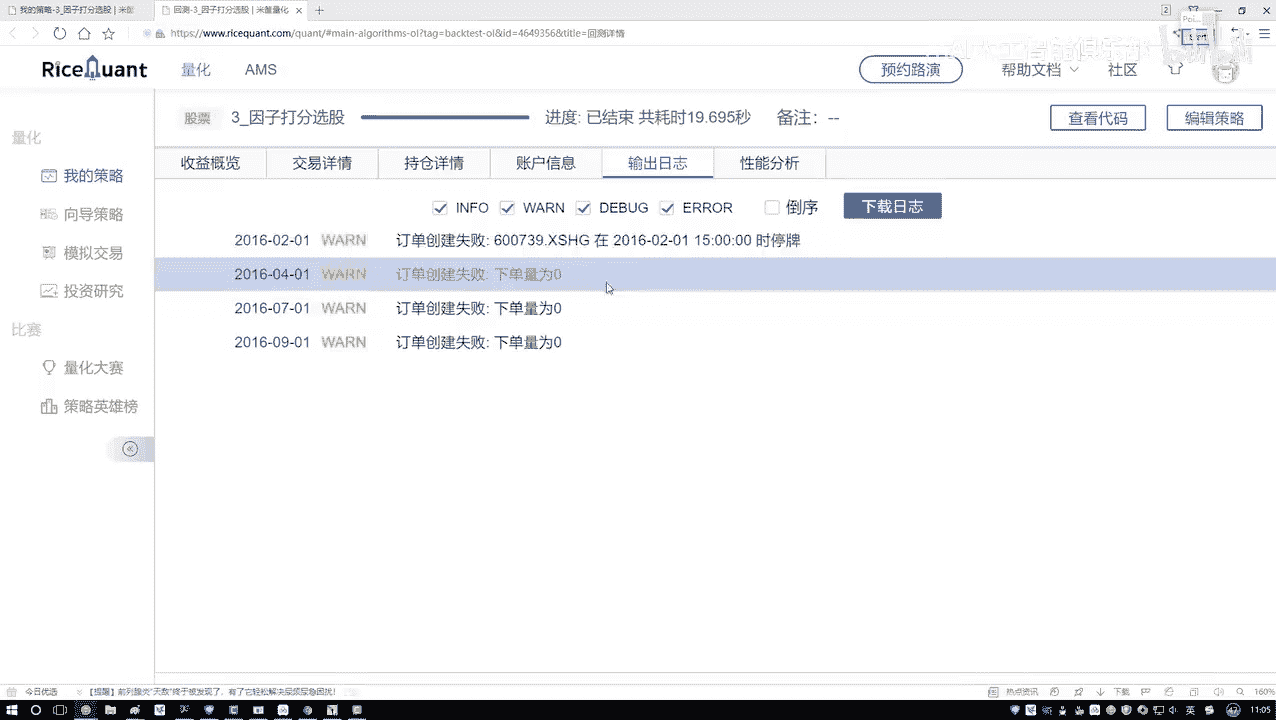 我的策略-3_因子打分选股 | 米筐
回测-3_因子打分选股 | 米筐量化
https://www.ricequant.com/quant/#main-algorithms-ol?tag=backtest-ol&id=4649356&title=回测详情
RiceQuant 量化 AMS 预约路演 帮助文档 社区
股票 3_因子打分选股 进度: 已结束 共耗时19.695秒 备注: -- 查看代码 编辑策略
量化
我的策略
向导策略
模拟交易
投资研究
比赛
量化大赛
策略英雄榜
收益概览 交易详情 持仓详情 账户信息 输出日志 性能分析
INFO WARN DEBUG ERROR 倒序 下载日志
2016-02-01 WARN 订单创建失败: 600739.XSHG 在 2016-02-01 15:00:00 时停牌
2016-04-01 WARN 订单创建失败: 下单量为0
2016-07-01 WARN 订单创建失败: 下单量为0
2016-09-01 WARN 订单创建失败: 下单量为0
今日优选 热点资讯 下载 160%
英 11:05